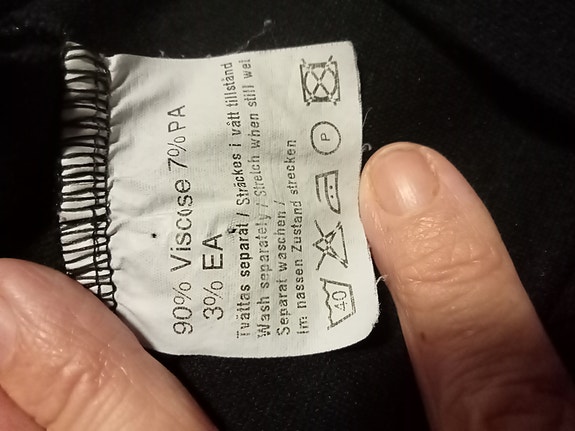 90% Viscose 7% PA
3% EA
Tvättas separat / Sträckes i vått tillstånd
Wash separately / Stretch when still wet
Separat waschen /
Im nassen Zustand strecken
40 P